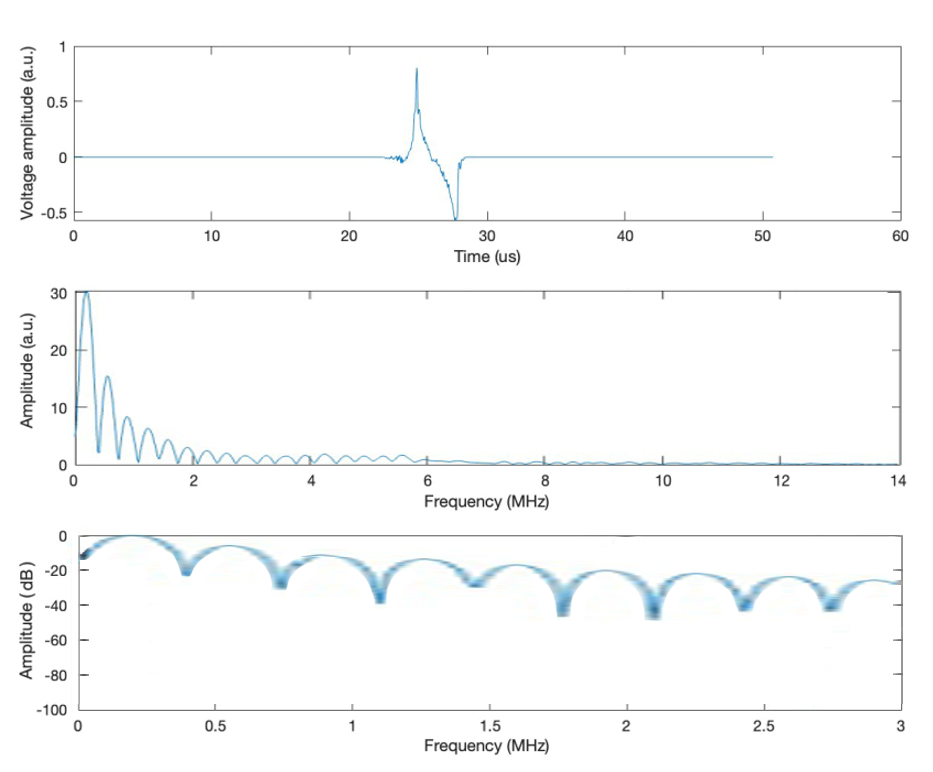 Voltage amplitude (a.u.)
1
0.5
0
-0.5
0 10 20 30 40 50 60
Time (us)
Amplitude (a.u.)
30
20
10
0
0 2 4 6 8 10 12 14
Frequency (MHz)
Amplitude (dB)
0
-20
-40
-60
-80
-100
0 0.5 1 1.5 2 2.5 3
Frequency (MHz)